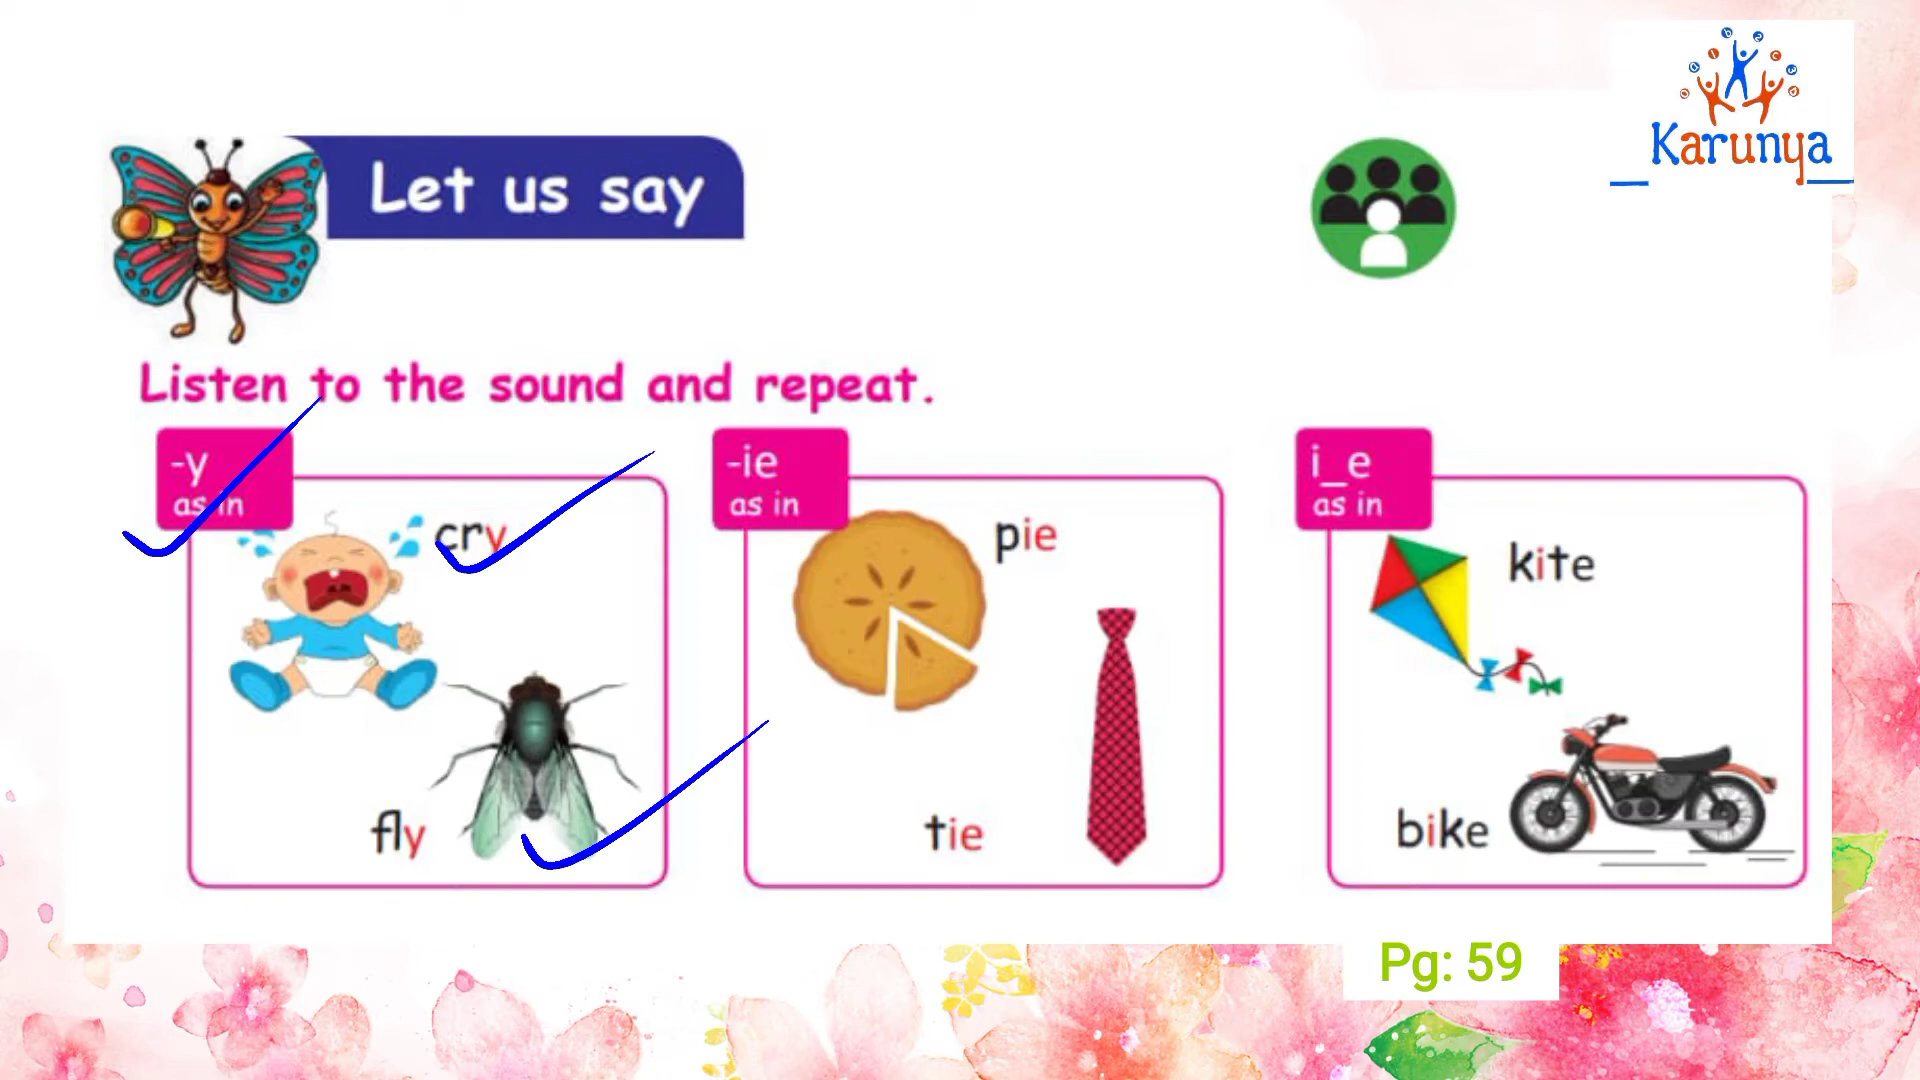 Karunya
Let us say
Listen to the sound and repeat.
-y
as in
cry
fly
-ie
as in
pie
tie
i_e
as in
kite
bike
Pg: 59